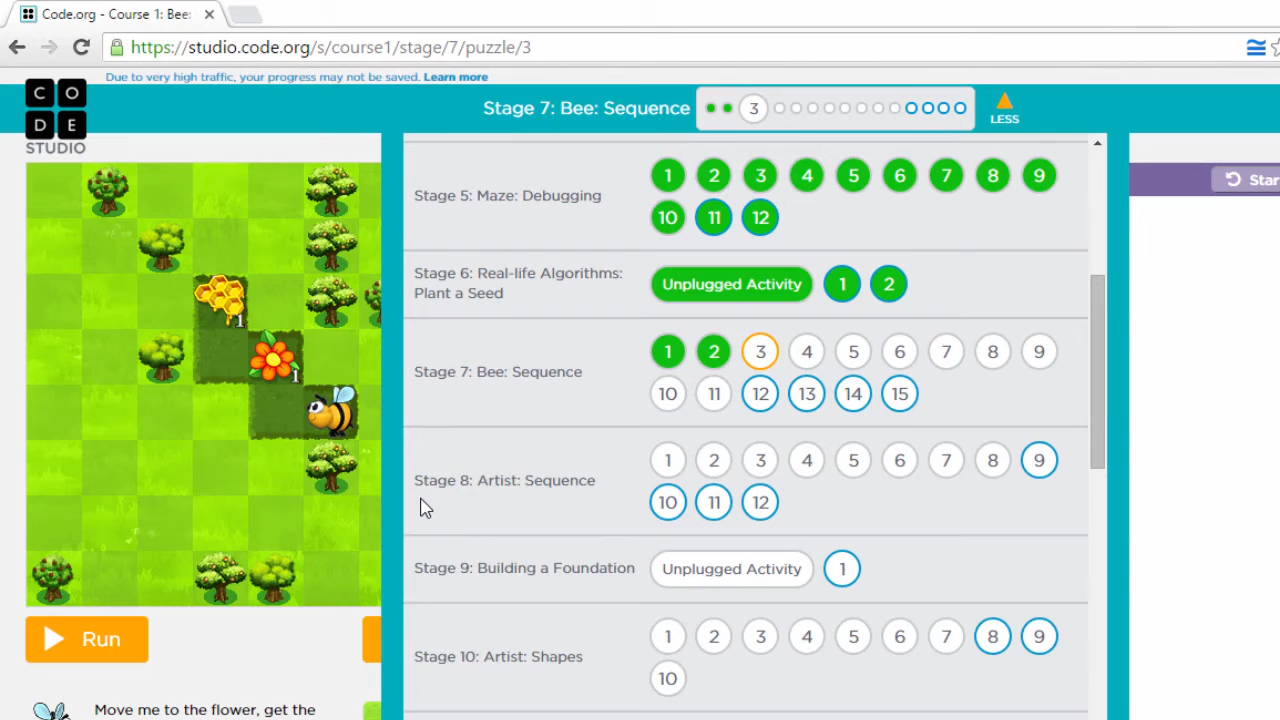 Code.org - Course 1: Bee:
https://studio.code.org/s/course1/stage/7/puzzle/3
Due to very high traffic, your progress may not be saved. Learn more
C O
D E
STUDIO
Stage 7: Bee: Sequence
3
LESS
Stage 5: Maze: Debugging
1 2 3 4 5 6 7 8 9
10 11 12
Stage 6: Real-life Algorithms:
Plant a Seed
Unplugged Activity 1 2
Stage 7: Bee: Sequence
1 2 3 4 5 6 7 8 9
10 11 12 13 14 15
Stage 8: Artist: Sequence
1 2 3 4 5 6 7 8 9
10 11 12
Stage 9: Building a Foundation
Unplugged Activity 1
Stage 10: Artist: Shapes
1 2 3 4 5 6 7 8 9
10
1
1
Run
Move me to the flower, get the
Star